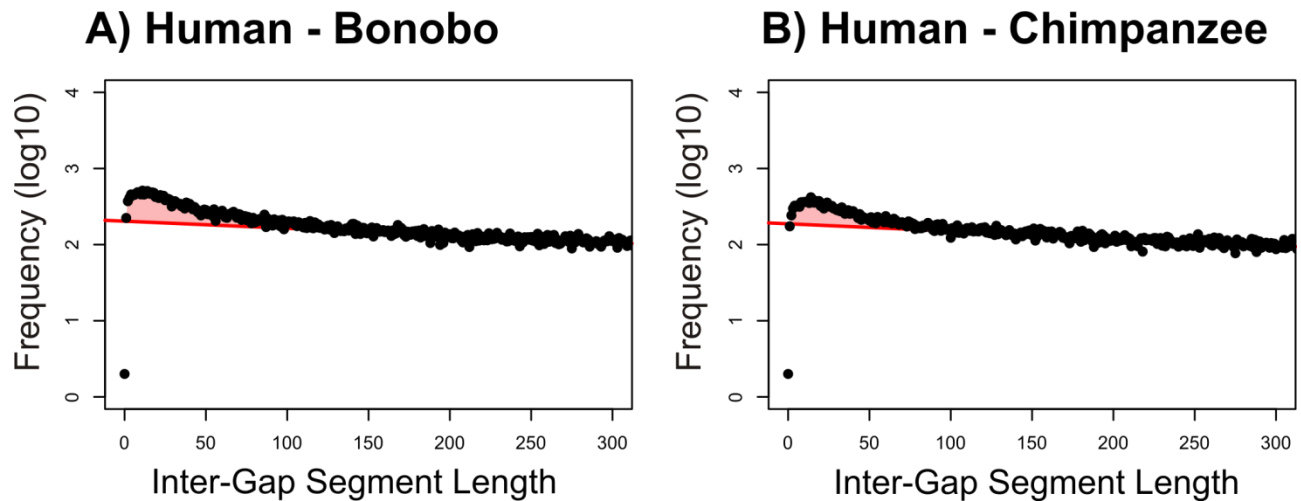 A) Human - Bonobo
Frequency (log10)
4
3
2
1
0
0 50 100 150 200 250 300
Inter-Gap Segment Length
B) Human - Chimpanzee
Frequency (log10)
4
3
2
1
0
0 50 100 150 200 250 300
Inter-Gap Segment Length